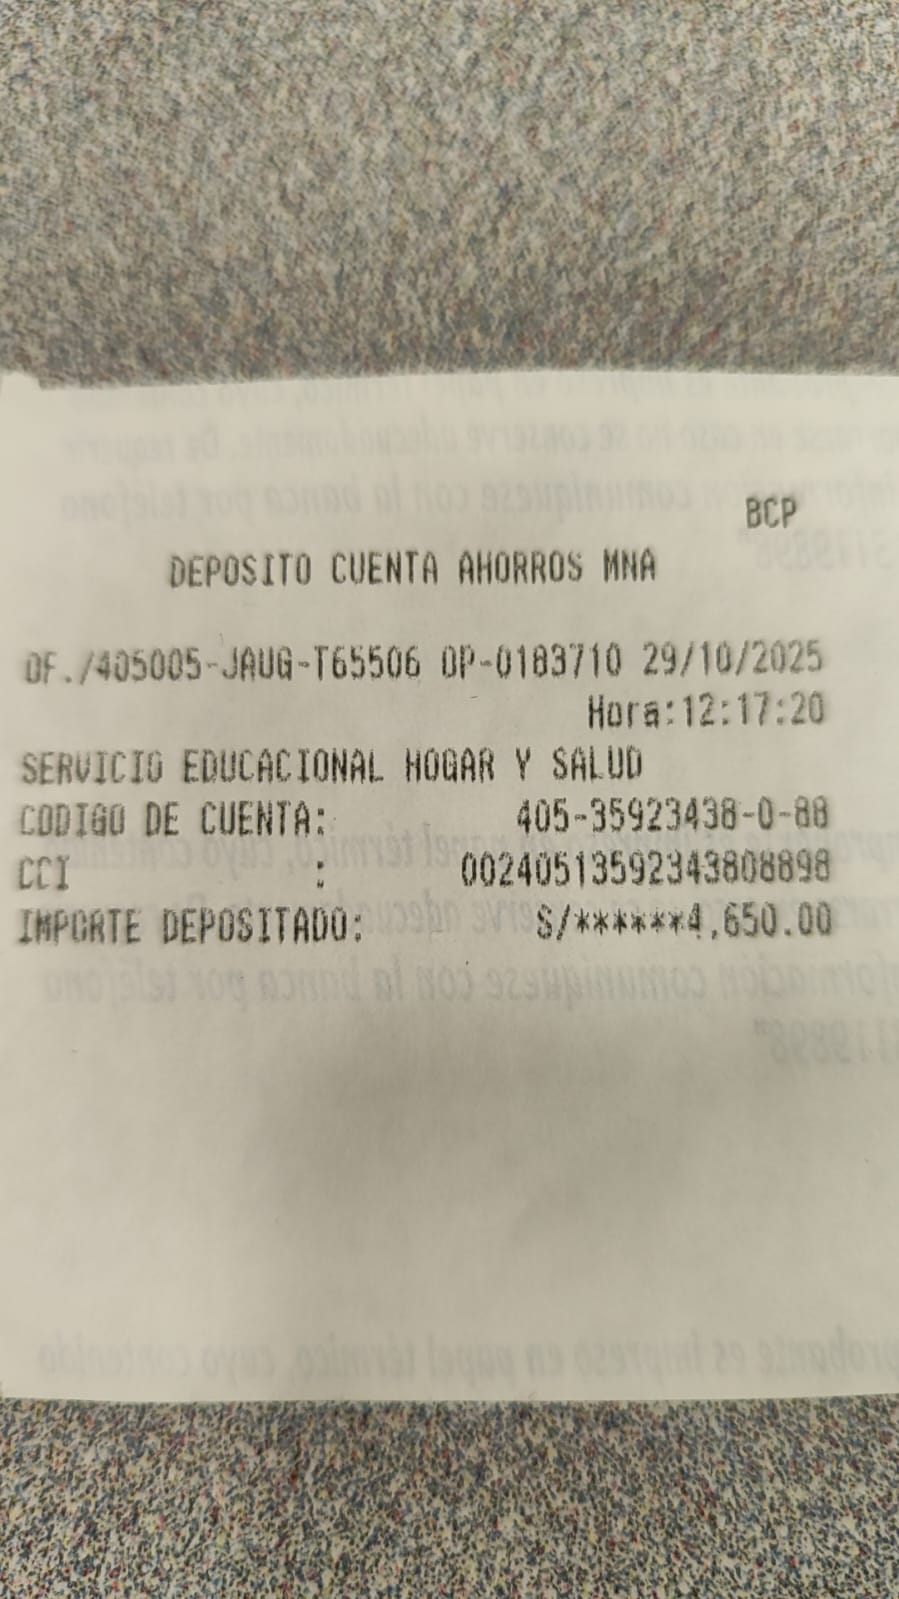 BCP
DEPOSITO CUENTA AHORROS MNA
OF./405005-JAUG-T65506 OP-0183710 29/10/2025
Hora:12:17:20
SERVICIO EDUCACIONAL HOGAR Y SALUD
CODIGO DE CUENTA: 405-35923438-0-88
CCI : 00240513592343808898
IMPORTE DEPOSITADO: S/******4,650.00